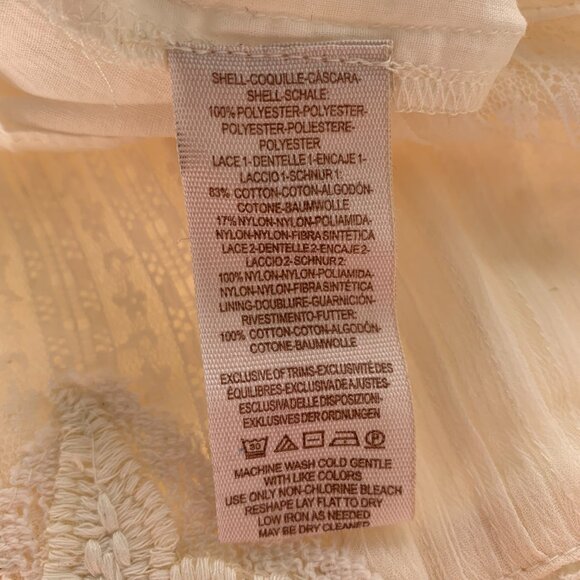 SHELL-COQUILLE-CÁSCARA-
SHELL-SCHALE:
100% POLYESTER-POLYESTER-
POLYESTER-POLIESTERE-
POLYESTER
LACE 1-DENTELLE 1-ENCAJE 1-
LACCIO 1-SCHNUR 1:
83% COTTON-COTON-ALGODÓN-
COTONE-BAUMWOLLE
17% NYLON-NYLON-POLIAMIDA-
NYLON-NYLON-FIBRA SINTÉTICA
LACE 2-DENTELLE 2-ENCAJE 2-
LACCIO 2-SCHNUR 2:
100% NYLON-NYLON-POLIAMIDA-
NYLON-NYLON-FIBRA SINTÉTICA
LINING-DOUBLURE-GUARNICIÓN-
RIVESTIMENTO-FUTTER:
100% COTTON-COTON-ALGODÓN-
COTONE-BAUMWOLLE
EXCLUSIVE OF TRIMS-EXCLUSIVITÉ DES
ÉQUILIBRES-EXCLUSIVA DE AJUSTES-
ESCLUSIVA DELLE DISPOSIZIONI-
EXKLUSIVES DER ORDNUNGEN
MACHINE WASH COLD GENTLE
WITH LIKE COLORS
USE ONLY NON-CHLORINE BLEACH
RESHAPE LAY FLAT TO DRY
LOW IRON AS NEEDED
MAY BE DRY CLEANED